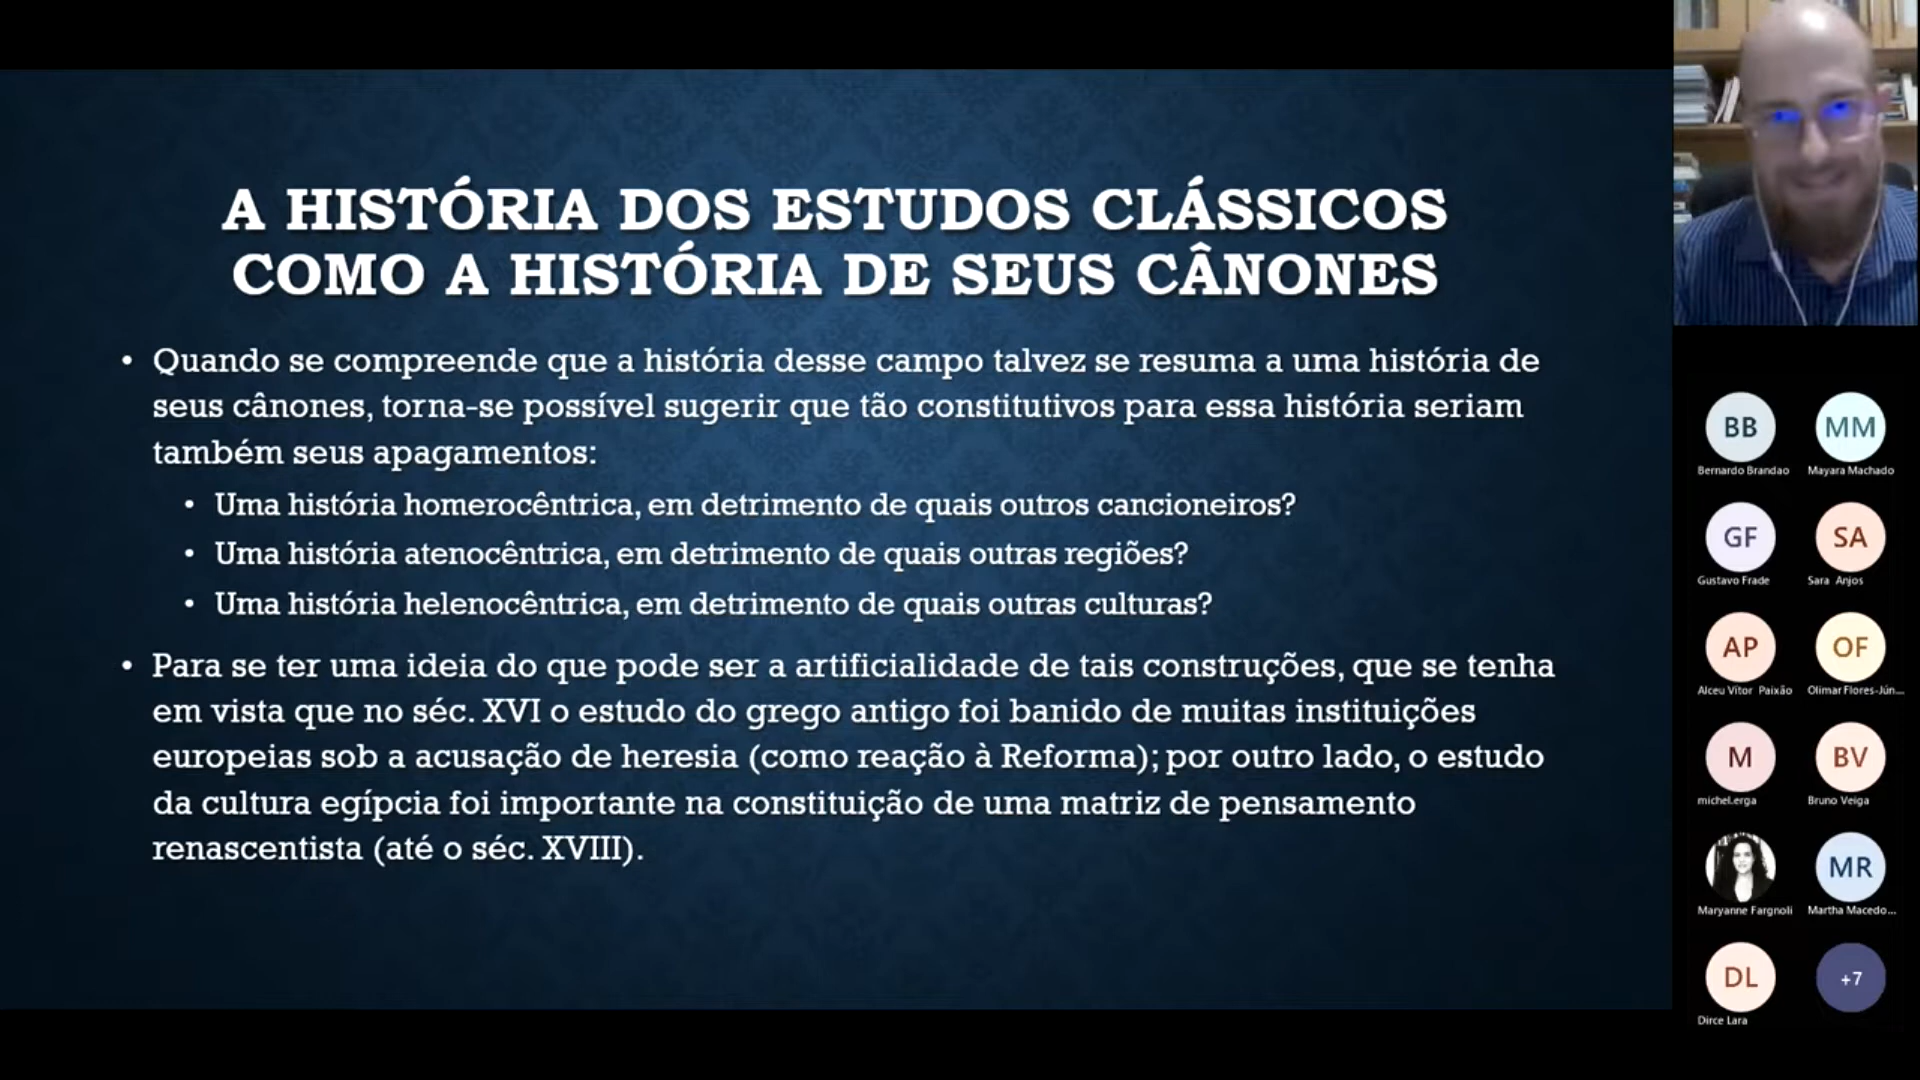 A HISTÓRIA DOS ESTUDOS CLÁSSICOS
COMO A HISTÓRIA DE SEUS CÂNONES
• Quando se compreende que a história desse campo talvez se resuma a uma história de
seus cânones, torna-se possível sugerir que tão constitutivos para essa história seriam
também seus apagamentos:
• Uma história homerocêntrica, em detrimento de quais outros cancioneiros?
• Uma história atenocêntrica, em detrimento de quais outras regiões?
• Uma história helenocêntrica, em detrimento de quais outras culturas?
• Para se ter uma ideia do que pode ser a artificialidade de tais construções, que se tenha
em vista que no séc. XVI o estudo do grego antigo foi banido de muitas instituições
europeias sob a acusação de heresia (como reação à Reforma); por outro lado, o estudo
da cultura egípcia foi importante na constituição de uma matriz de pensamento
renascentista (até o séc. XVIII).
BB MM
Bernardo Brandao Mayara Machado
GF SA
Gustavo Frade Sara Anjos
AP OF
Alceu Vitor Paixão Olimar Flores-Jún...
M BV
michel.erga Bruno Veiga
MR
Maryanne Fargnoli Martha Macedo...
DL +7
Dirce Lara